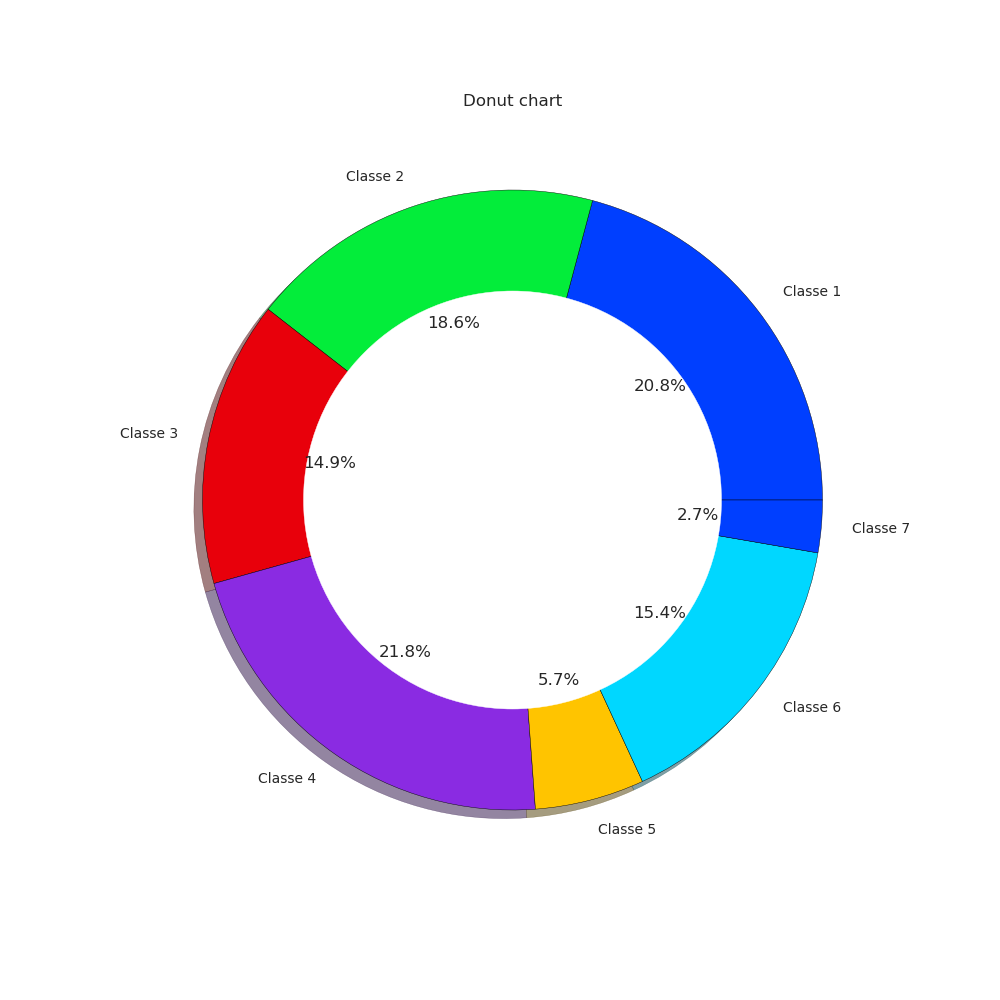 Donut chart
Classe 2
Classe 1
18.6%
20.8%
Classe 3
14.9%
2.7%
Classe 7
15.4%
21.8%
5.7%
Classe 6
Classe 4
Classe 5